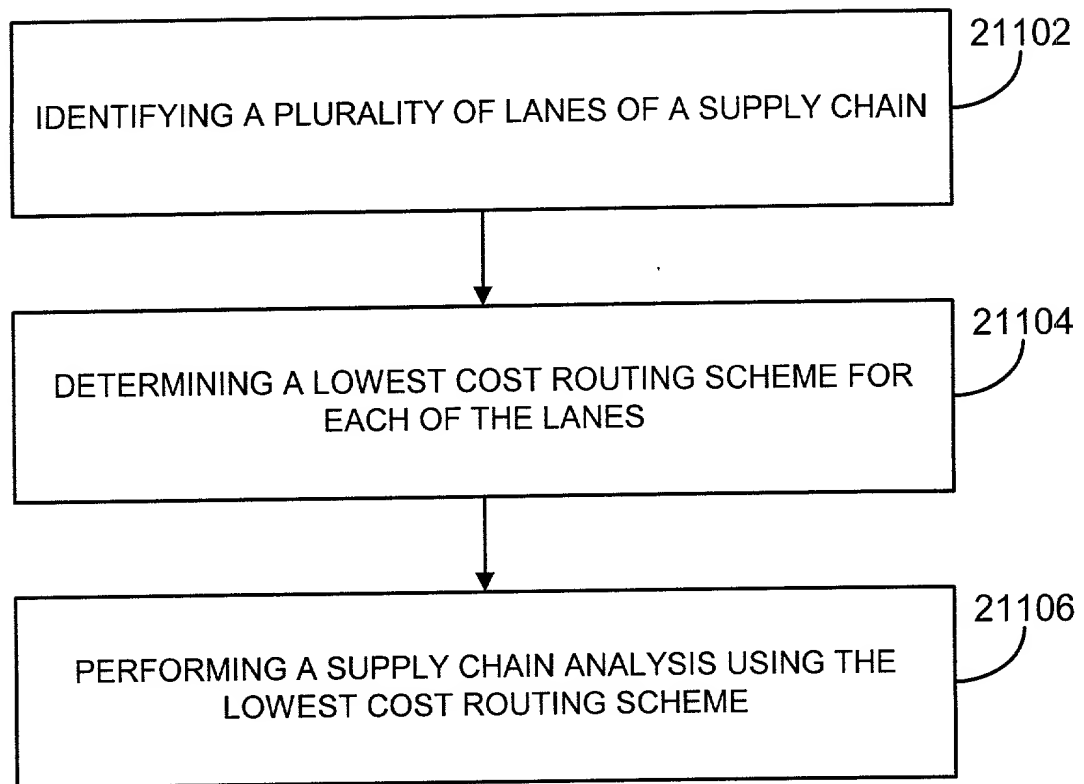 21102
IDENTIFYING A PLURALITY OF LANES OF A SUPPLY CHAIN
21104
DETERMINING A LOWEST COST ROUTING SCHEME FOR
EACH OF THE LANES
21106
PERFORMING A SUPPLY CHAIN ANALYSIS USING THE
LOWEST COST ROUTING SCHEME